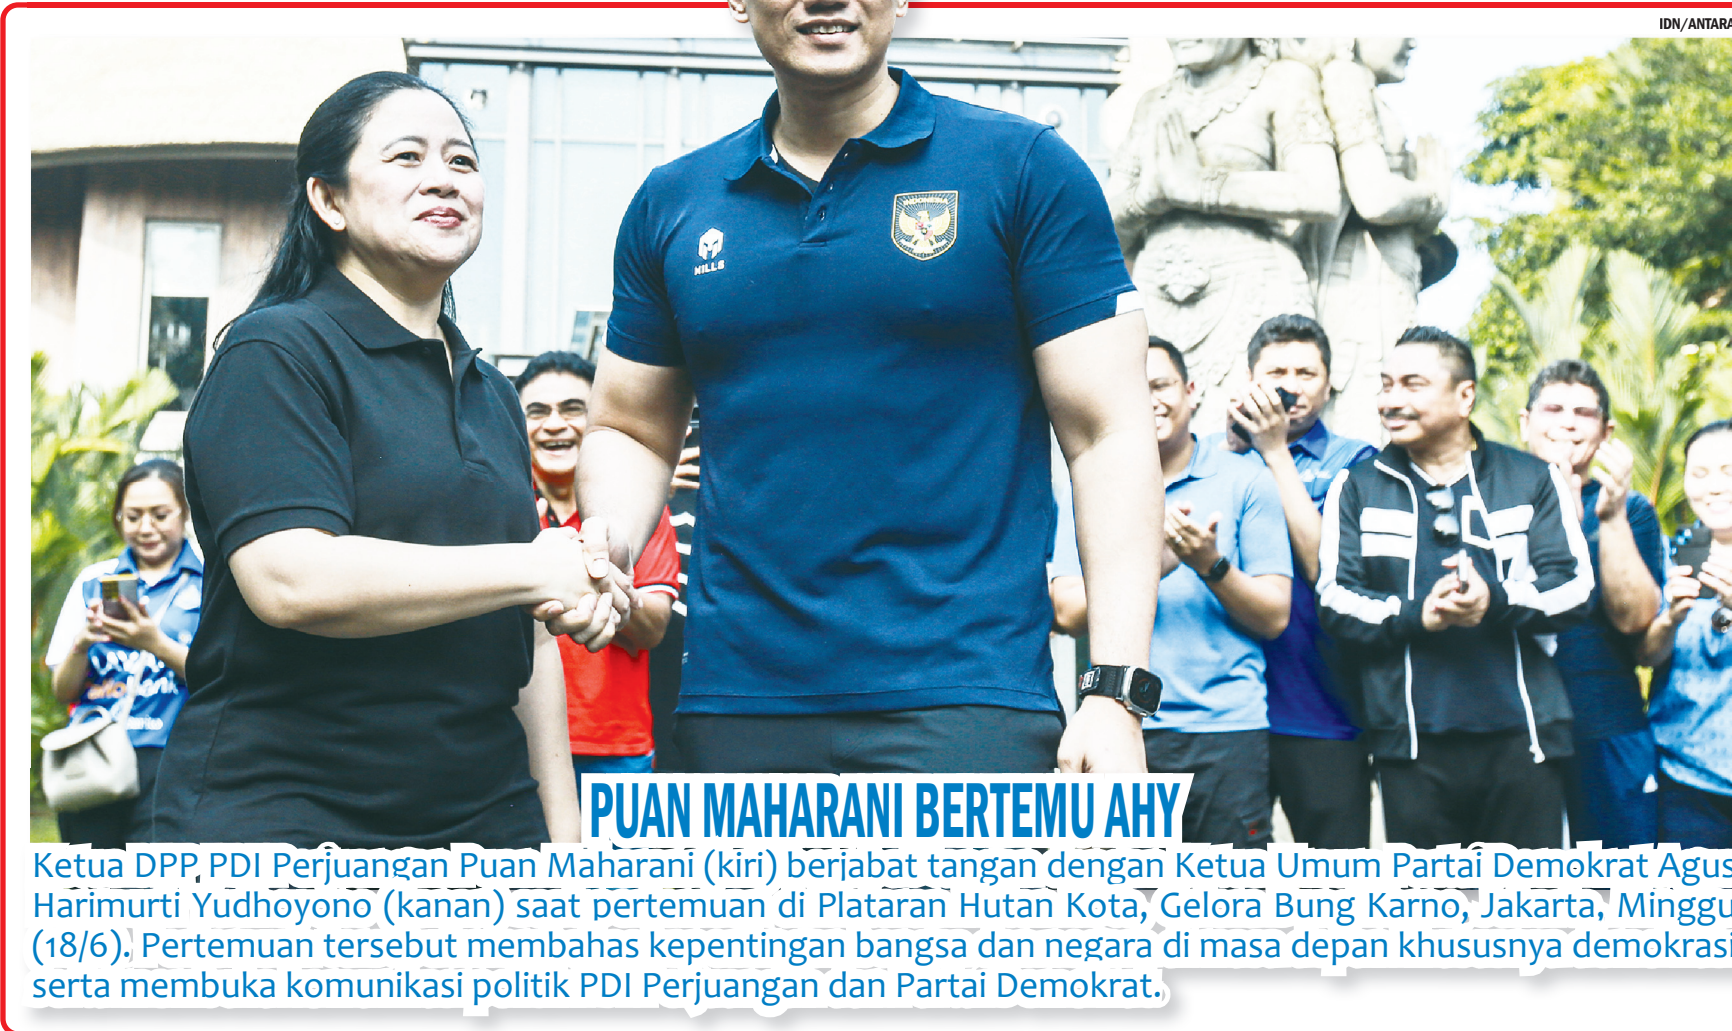 IDN/ANTARA
INDONESIA
MILLS
PUAN MAHARANI BERTEMU AHY
Ketua DPP PDI Perjuangan Puan Maharani (kiri) berjabat tangan dengan Ketua Umum Partai Demokrat Agus
Harimurti Yudhoyono (kanan) saat pertemuan di Plataran Hutan Kota, Gelora Bung Karno, Jakarta, Minggu
(18/6). Pertemuan tersebut membahas kepentingan bangsa dan negara di masa depan khususnya demokrasi
serta membuka komunikasi politik PDI Perjuangan dan Partai Demokrat.